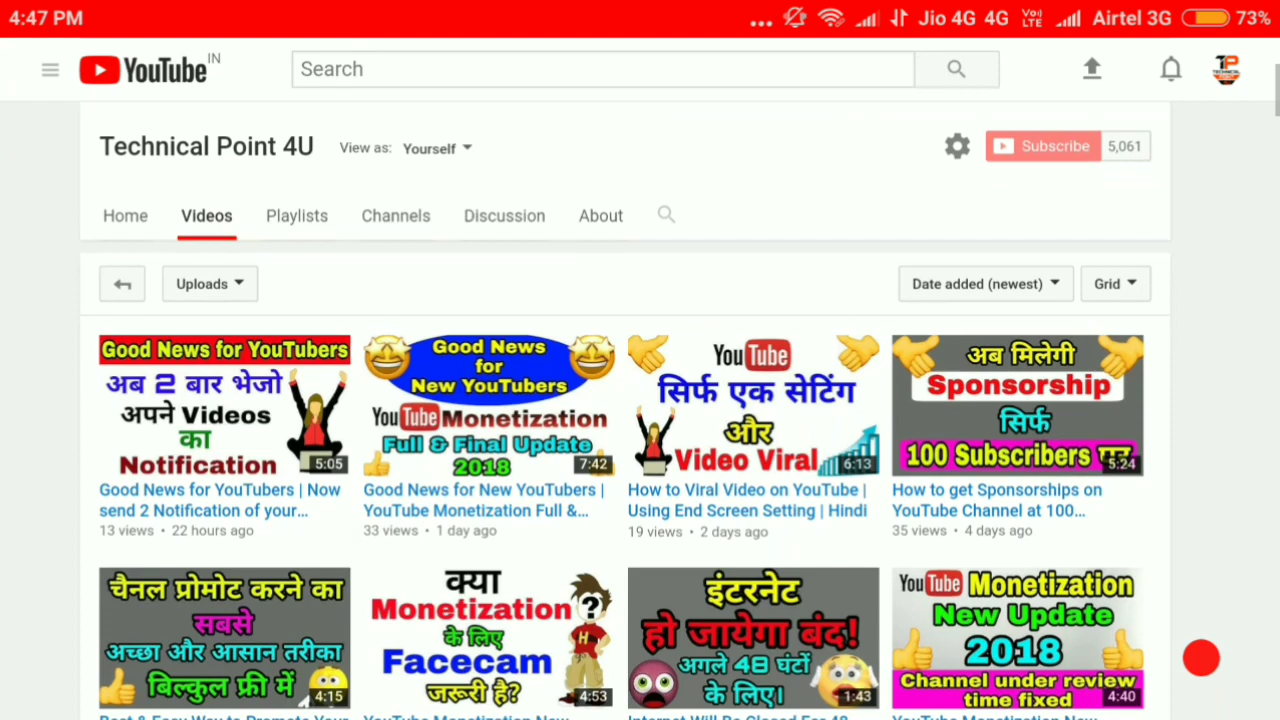 4:47 PM
... Jio 4G 4G VoI LTE Airtel 3G 73%
YouTube IN
Search
TECHNICAL
Technical Point 4U View as: Yourself
Subscribe 5,061
Home Videos Playlists Channels Discussion About
Uploads
Date added (newest) Grid
Good News for YouTubers
अब 2 बार भेजो
अपने Videos
का
Notification
5:05
Good News for YouTubers | Now
send 2 Notification of your...
13 views • 22 hours ago
Good News
for
New YouTubers
YouTube Monetization
Full & Final Update
2018
7:42
Good News for New YouTubers |
YouTube Monetization Full &...
33 views • 1 day ago
YouTube
सिर्फ एक सेटिंग
और
Video Viral
6:13
How to Viral Video on YouTube |
Using End Screen Setting | Hindi
19 views • 2 days ago
अब मिलेगी
Sponsorship
सिर्फ
100 Subscribers पर
5:24
How to get Sponsorships on
YouTube Channel at 100...
35 views • 4 days ago
चैनल प्रोमोट करने का
सबसे
अच्छा और आसान तरीका
बिल्कुल फ्री में
4:15
क्या
Monetization
के लिए
Facecam
जरूरी है?
?
H
4:53
इंटरनेट
हो जायेगा बंद!
अगले 48 घंटों
के लिए।
1:43
YouTube Monetization
New Update
2018
Channel under review
time fixed
4:40